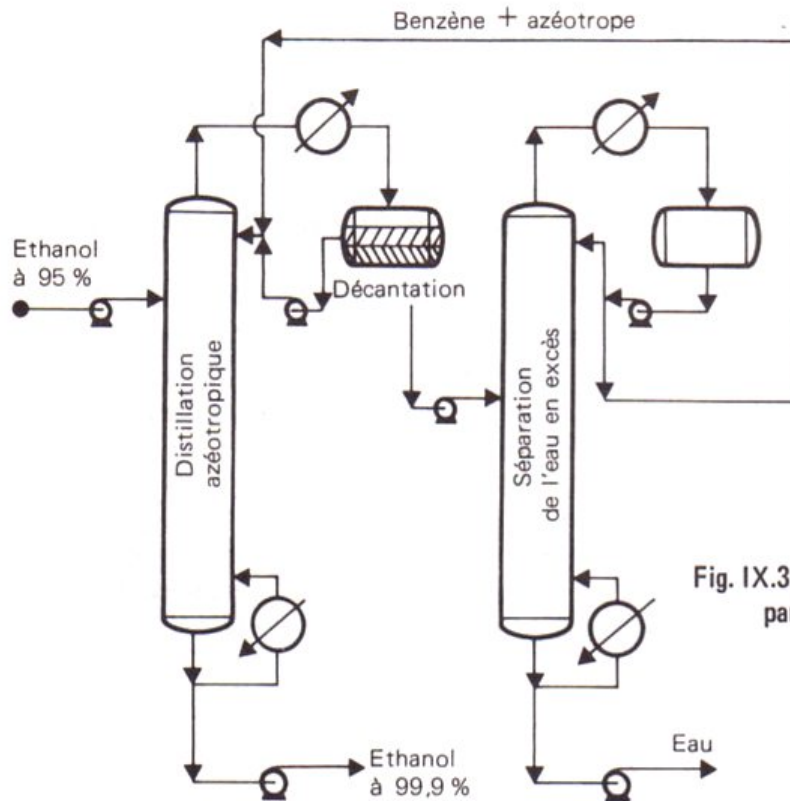 Benzène + azéotrope
Ethanol
à 95 %
Décantation
Distillation
azéotropique
Séparation
de l'eau en excès
Fig. IX.3
Ethanol
à 99,9 %
Eau